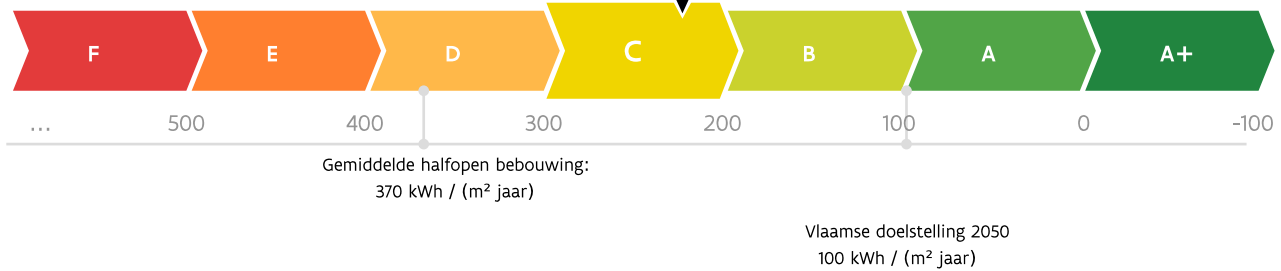 F E D C B A A+
... 500 400 300 200 100 0 -100
Gemiddelde halfopen bebouwing:
370 kWh / (m² jaar)
Vlaamse doelstelling 2050
100 kWh / (m² jaar)